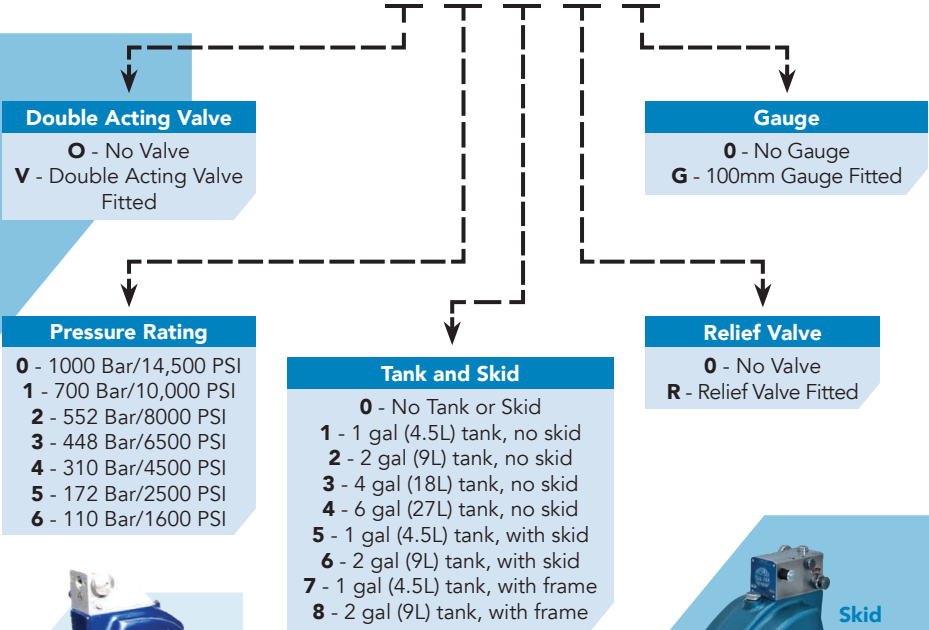 Double Acting Valve
O - No Valve
V - Double Acting Valve
Fitted
Gauge
0 - No Gauge
G - 100mm Gauge Fitted
Pressure Rating
0 - 1000 Bar/14,500 PSI
1 - 700 Bar/10,000 PSI
2 - 552 Bar/8000 PSI
3 - 448 Bar/6500 PSI
4 - 310 Bar/4500 PSI
5 - 172 Bar/2500 PSI
6 - 110 Bar/1600 PSI
Tank and Skid
0 - No Tank or Skid
1 - 1 gal (4.5L) tank, no skid
2 - 2 gal (9L) tank, no skid
3 - 4 gal (18L) tank, no skid
4 - 6 gal (27L) tank, no skid
5 - 1 gal (4.5L) tank, with skid
6 - 2 gal (9L) tank, with skid
7 - 1 gal (4.5L) tank, with frame
8 - 2 gal (9L) tank, with frame
Relief Valve
0 - No Valve
R - Relief Valve Fitted
Skid